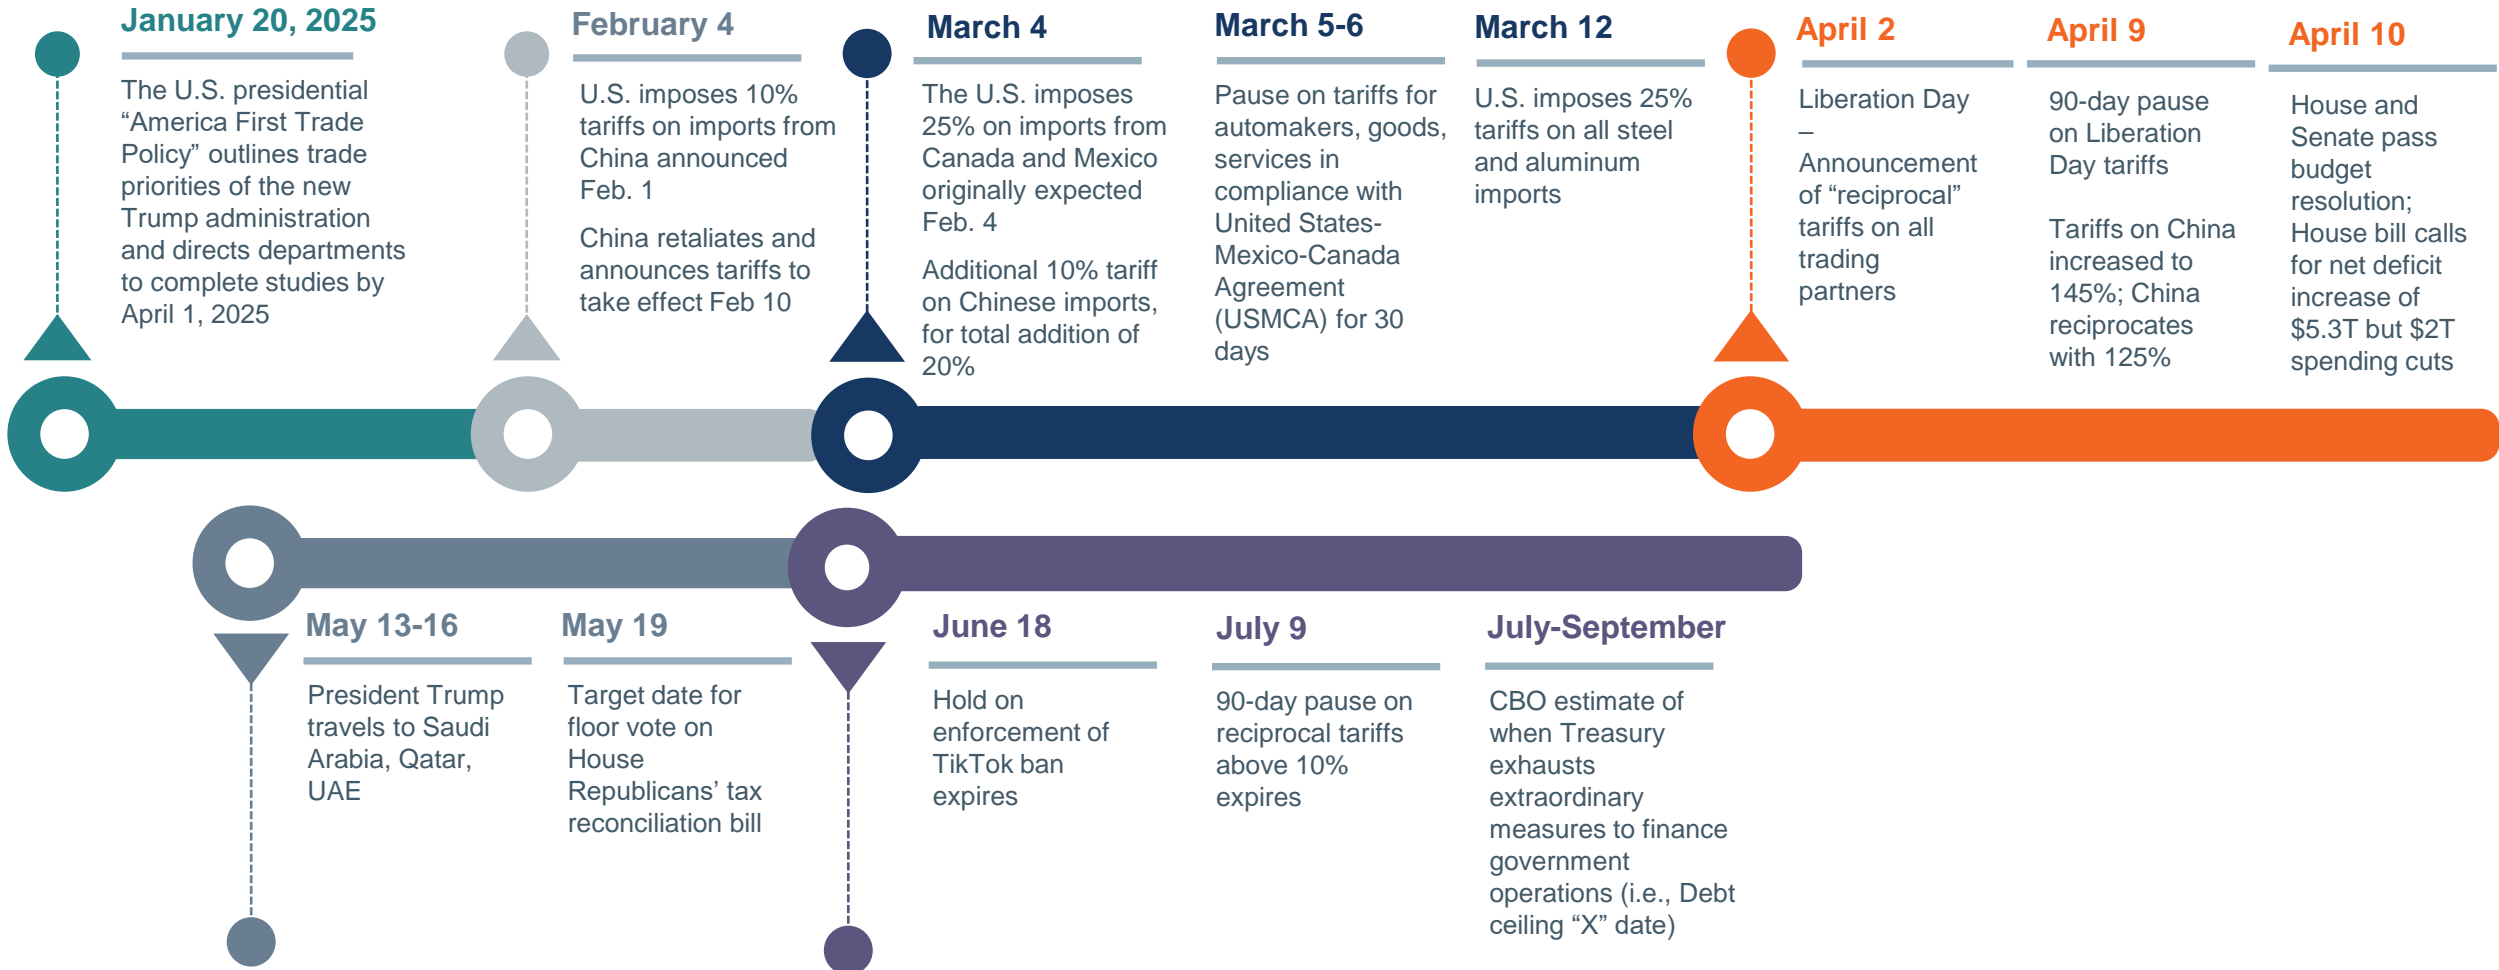 January 20, 2025
The U.S. presidential
“America First Trade
Policy” outlines trade
priorities of the new
Trump administration
and directs departments
to complete studies by
April 1, 2025
February 4
U.S. imposes 10%
tariffs on imports from
China announced
Feb. 1
China retaliates and
announces tariffs to
take effect Feb 10
March 4
The U.S. imposes
25% on imports from
Canada and Mexico
originally expected
Feb. 4
Additional 10% tariff
on Chinese imports,
for total addition of
20%
March 5-6
Pause on tariffs for
automakers, goods,
services in
compliance with
United States-
Mexico-Canada
Agreement
(USMCA) for 30
days
March 12
U.S. imposes 25%
tariffs on all steel
and aluminum
imports
April 2
Liberation Day
–
Announcement
of “reciprocal”
tariffs on all
trading
partners
April 9
90-day pause
on Liberation
Day tariffs
Tariffs on China
increased to
145%; China
reciprocates
with 125%
April 10
House and
Senate pass
budget
resolution;
House bill calls
for net deficit
increase of
$5.3T but $2T
spending cuts
May 13-16
President Trump
travels to Saudi
Arabia, Qatar,
UAE
May 19
Target date for
floor vote on
House
Republicans’ tax
reconciliation bill
June 18
Hold on
enforcement of
TikTok ban
expires
July 9
90-day pause on
reciprocal tariffs
above 10%
expires
July-September
CBO estimate of
when Treasury
exhausts
extraordinary
measures to finance
government
operations (i.e., Debt
ceiling “X” date)